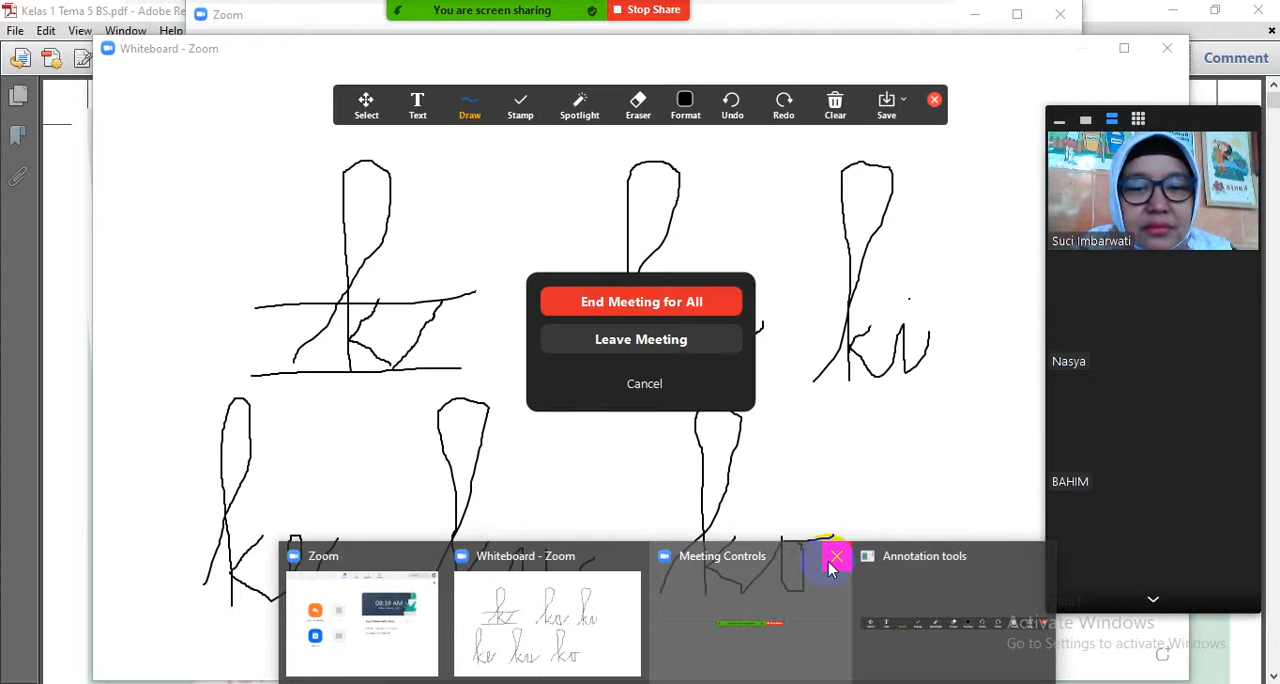 Kelas 1 Tema 5 BS.pdf - Adobe Re
Zoom
You are screen sharing
Stop Share
File Edit View Window Help
Whiteboard - Zoom
Comment
Select Text Draw Stamp Spotlight Eraser Format Undo Redo Clear Save
Suci Imbarwati
End Meeting for All
Leave Meeting
Cancel
ki
Nasya
BAHIM
Zoom
Whiteboard - Zoom
Meeting Controls
Annotation tools
08:39 AM
Activate Windows
Go to Settings to activate Windows.